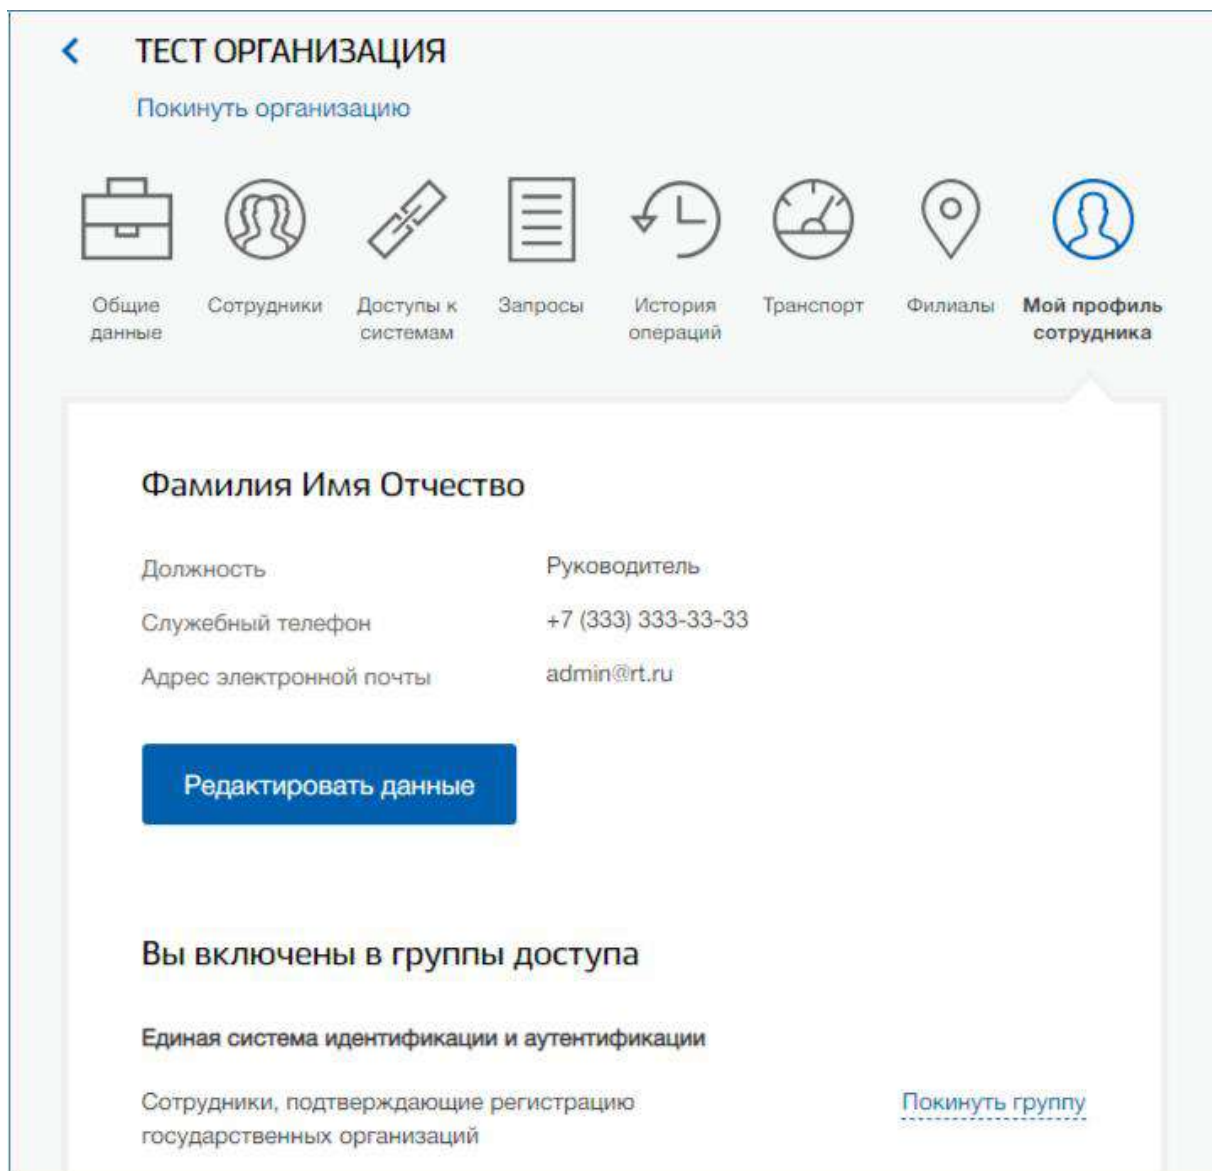 ТЕСТ ОРГАНИЗАЦИЯ
Покинуть организацию
Общие данные
Сотрудники
Доступы к системам
Запросы
История операций
Транспорт
Филиалы
Мой профиль сотрудника
Фамилия Имя Отчество
Должность Руководитель
Служебный телефон +7 (333) 333-33-33
Адрес электронной почты admin@rt.ru
Редактировать данные
Вы включены в группы доступа
Единая система идентификации и аутентификации
Сотрудники, подтверждающие регистрацию Покинуть группу
государственных организаций